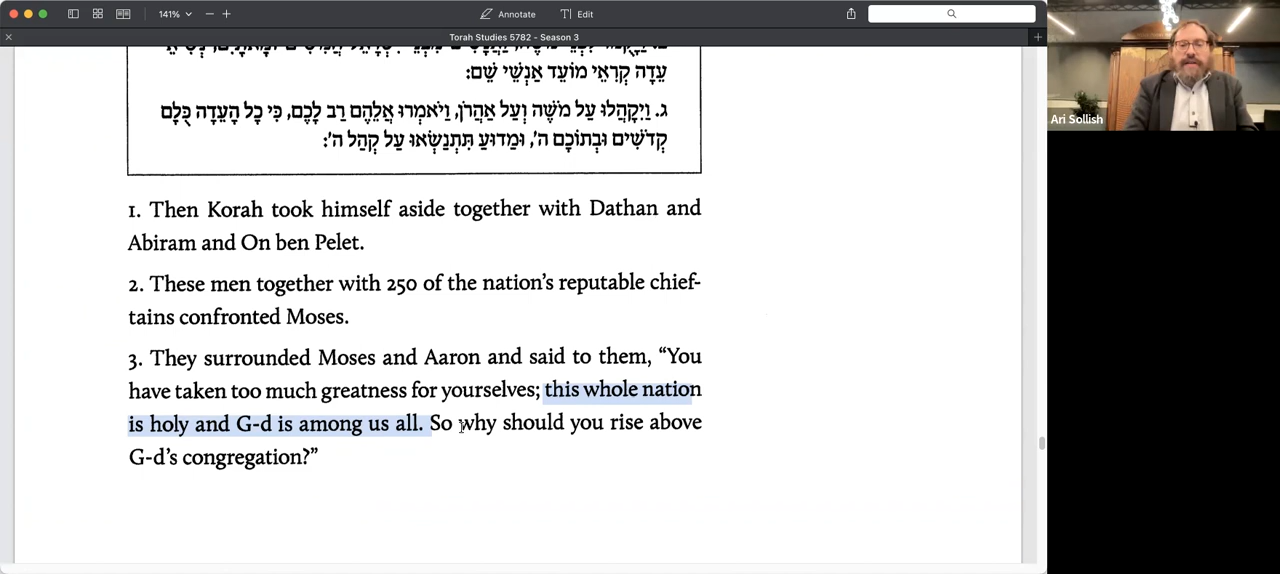 141%
Annotate
Edit
Torah Studies 5782 - Season 3
Ari Sollish
עֵדָה קְרִאֵי מוֹעֵד אַנְשֵׁי שֵׁם:
ג. וַיִּקָּהֲלוּ עַל מֹשֶׁה וְעַל אַהֲרֹן, וַיֹּאמְרוּ אֲלֵהֶם רַב לָכֶם, כִּי כָל הָעֵדָה כֻּלָּם
קְדֹשִׁים וּבְתוֹכָם ה', וּמַדּוּעַ תִּתְנַשְּׂאוּ עַל קְהַל ה':
1. Then Korah took himself aside together with Dathan and
Abiram and On ben Pelet.
2. These men together with 250 of the nation's reputable chief-
tains confronted Moses.
3. They surrounded Moses and Aaron and said to them, “You
have taken too much greatness for yourselves; this whole nation
is holy and G-d is among us all. So why should you rise above
G-d's congregation?”